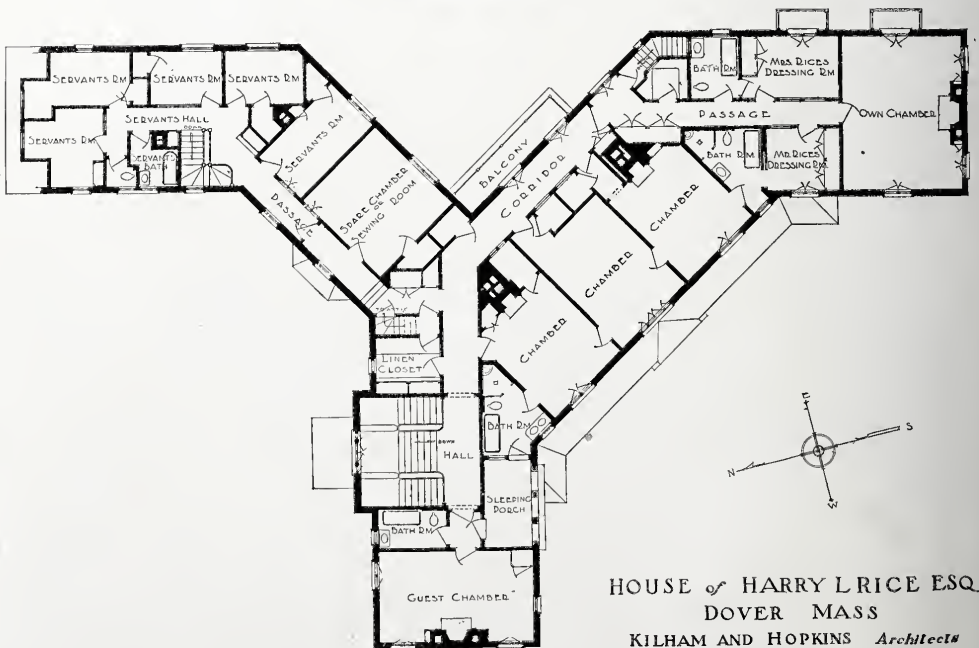 SERVANTS RM
SERVANTS RM
SERVANTS RM
SERVANTS HALL
DOWN
SERVANTS RM
SERVANTS
BATH
SERVANTS RM
SPARE CHAMBER
OR
SEWING ROOM
PASSAGE
BALCONY
CORRIDOR
BATH RM
MRS RICES
DRESSING RM
PASSAGE
OWN CHAMBER
BATH RM
MR RICES
DRESSING RM
CHAMBER
CHAMBER
CHAMBER
LINEN
CLOSET
DOWN
HALL
BATH RM
SLEEPING
PORCH
BATH RM
GUEST CHAMBER
E
S
N
W
HOUSE of HARRY L RICE ESQ
DOVER MASS
KILHAM AND HOPKINS Architects